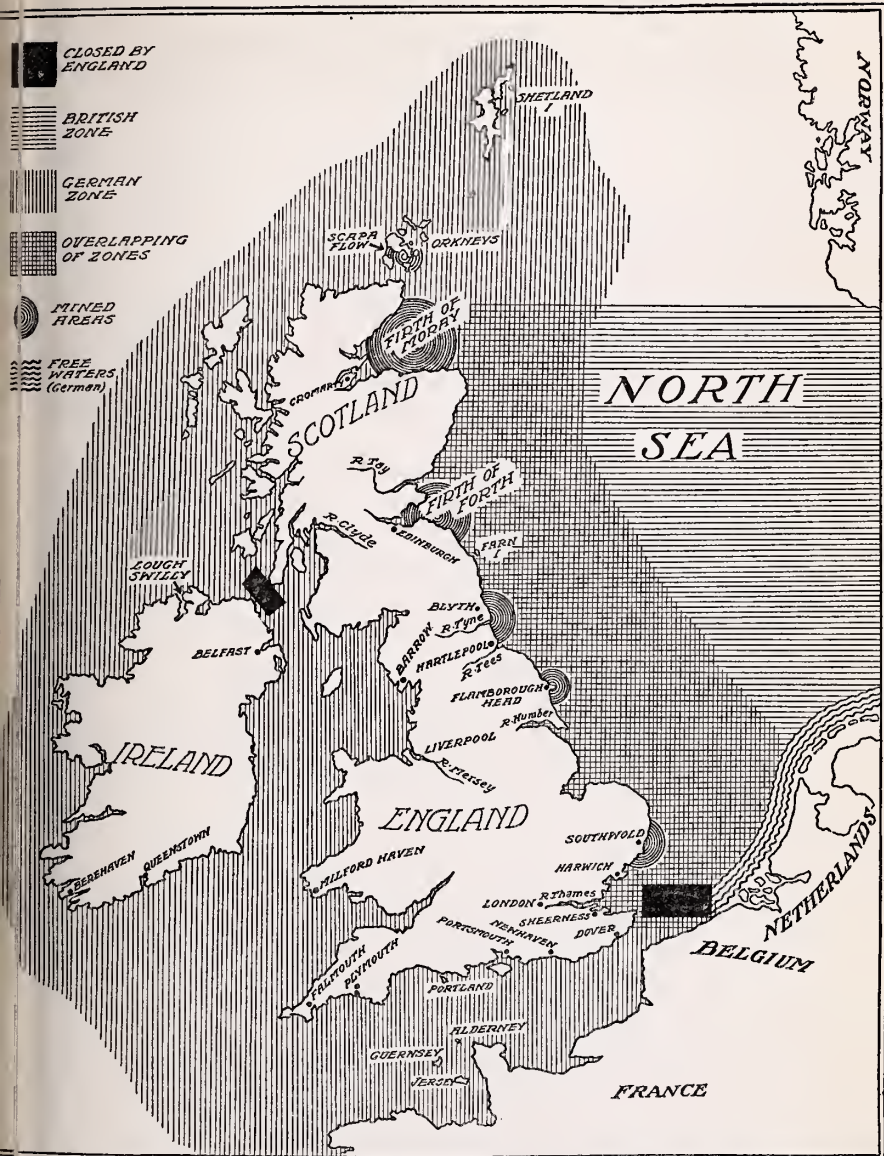 CLOSED BY
ENGLAND
BRITISH
ZONE
GERMAN
ZONE
OVERLAPPING
OF ZONES
MINED
AREAS
FREE
WATERS
(German)
SHETLAND
I
NORWAY
SCAPA
FLOW
ORKNEYS
FIRTH OF
MORAY
CROMARTY
SCOTLAND
NORTH
SEA
R. Tay
FIRTH OF
FORTH
R. Clyde
EDINBURGH
FARN
I
LOUGH
SWILLY
BLYTH
R. Tyne
BELFAST
BARROW
HARTLEPOOL
R. Tees
FLAMBOROUGH
HEAD
R. Humber
LIVERPOOL
R. Mersey
IRELAND
ENGLAND
SOUTHWOLD
HARWICH
BEREHAVEN
QUEENSTOWN
MILFORD HAVEN
LONDON
R. Thames
SHEERNESS
PORTSMOUTH
NEWHAVEN
DOVER
NETHERLANDS
BELGIUM
FALMOUTH
PLYMOUTH
PORTLAND
ALDERNEY
GUERNSEY
JERSEY
FRANCE